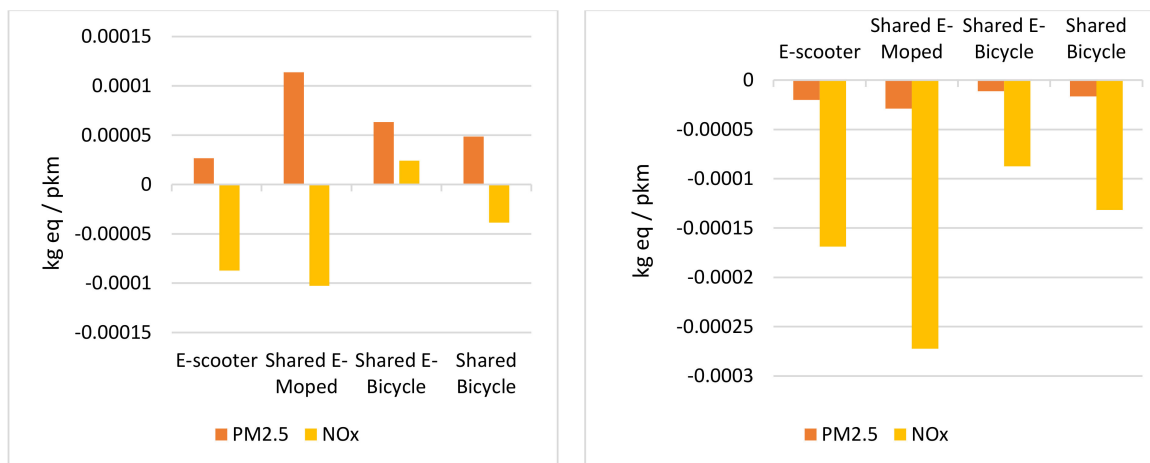 0.00015
0.0001
0.00005
0
-0.00005
-0.0001
-0.00015
kg eq / pkm
E-scooter Shared E-Moped Shared E-Bicycle Shared Bicycle
PM2.5 NOx
E-scooter Shared E-Moped Shared E-Bicycle Shared Bicycle
0
-0.00005
-0.0001
-0.00015
-0.0002
-0.00025
-0.0003
kg eq / pkm
PM2.5 NOx